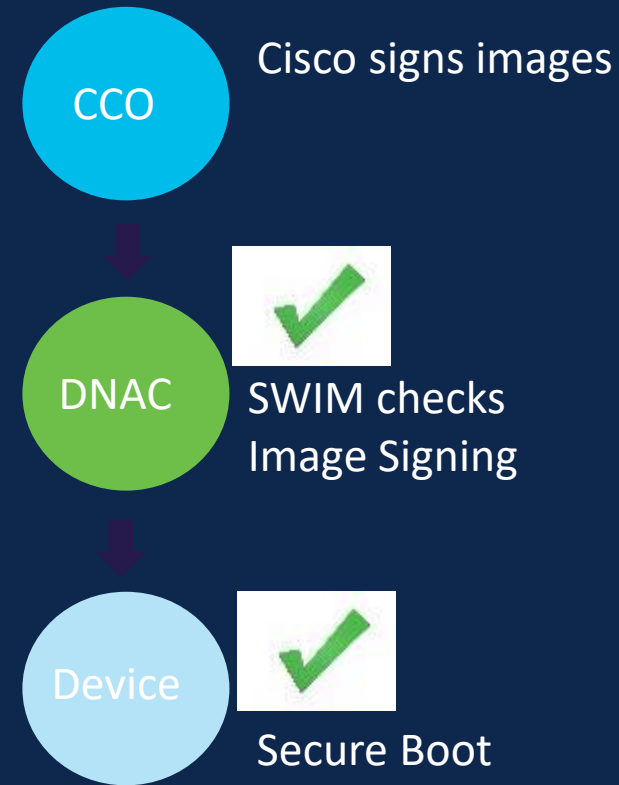 CCO
Cisco signs images
DNAC
SWIM checks
Image Signing
Device
Secure Boot